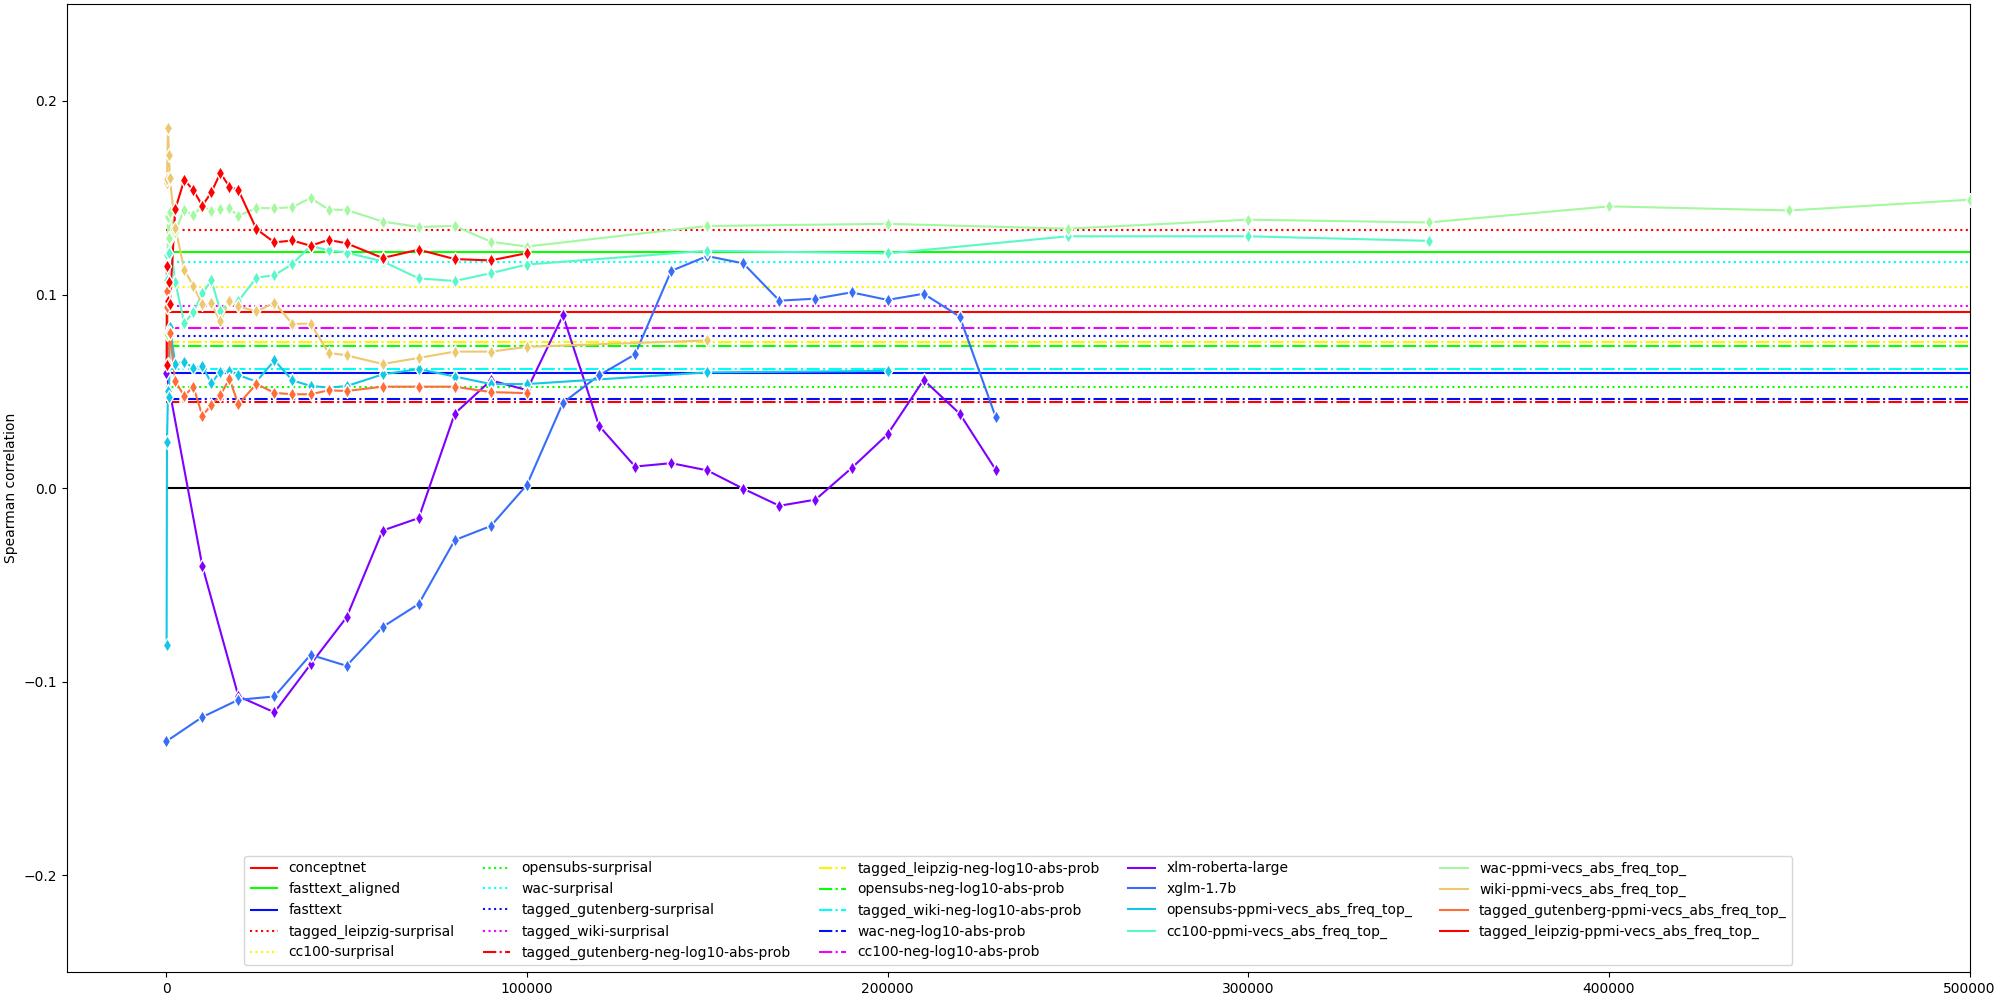 0.2
0.1
0.0
−0.1
−0.2
Spearman correlation
conceptnet
fasttext_aligned
fasttext
tagged_leipzig-surprisal
cc100-surprisal
opensubs-surprisal
wac-surprisal
tagged_gutenberg-surprisal
tagged_wiki-surprisal
tagged_gutenberg-neg-log10-abs-prob
tagged_leipzig-neg-log10-abs-prob
opensubs-neg-log10-abs-prob
tagged_wiki-neg-log10-abs-prob
wac-neg-log10-abs-prob
cc100-neg-log10-abs-prob
xlm-roberta-large
xglm-1.7b
opensubs-ppmi-vecs_abs_freq_top_
cc100-ppmi-vecs_abs_freq_top_
wac-ppmi-vecs_abs_freq_top_
wiki-ppmi-vecs_abs_freq_top_
tagged_gutenberg-ppmi-vecs_abs_freq_top_
tagged_leipzig-ppmi-vecs_abs_freq_top_
0 100000 200000 300000 400000 500000